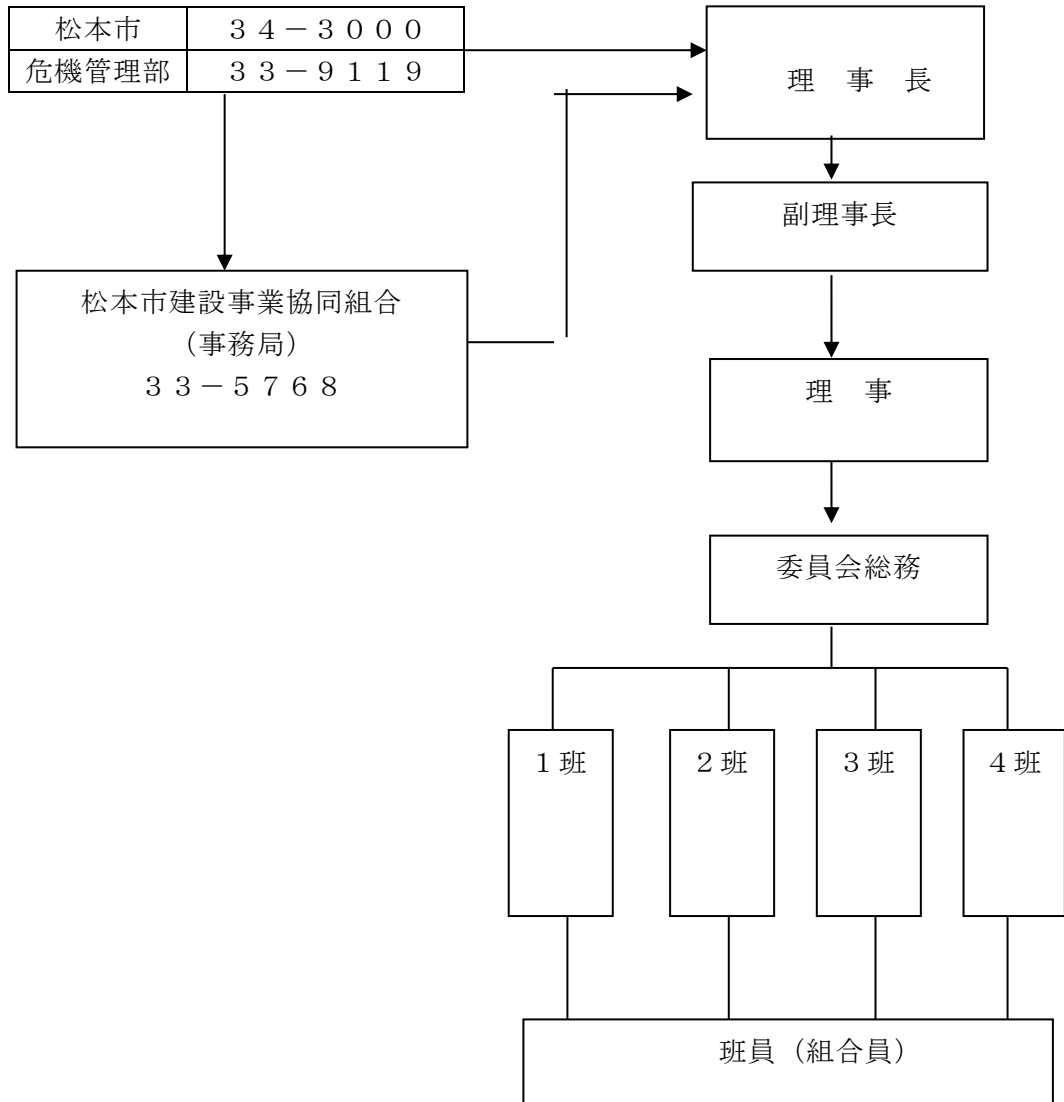 松本市 ３４－３０００
危機管理部 ３３－９１１９
理　事　長
副理事長
松本市建設事業協同組合
（事務局）
３３－５７６８
理　事
委員会総務
１班 ２班 ３班 ４班
班員（組合員）